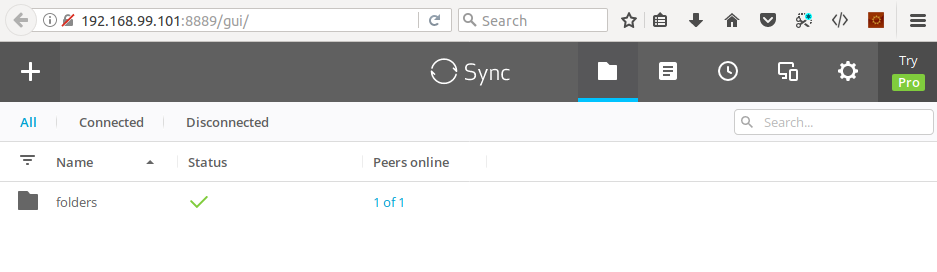 192.168.99.101:8889/gui/ Search
Sync Try
Pro
All Connected Disconnected Search...
Name Status Peers online
folders 1 of 1